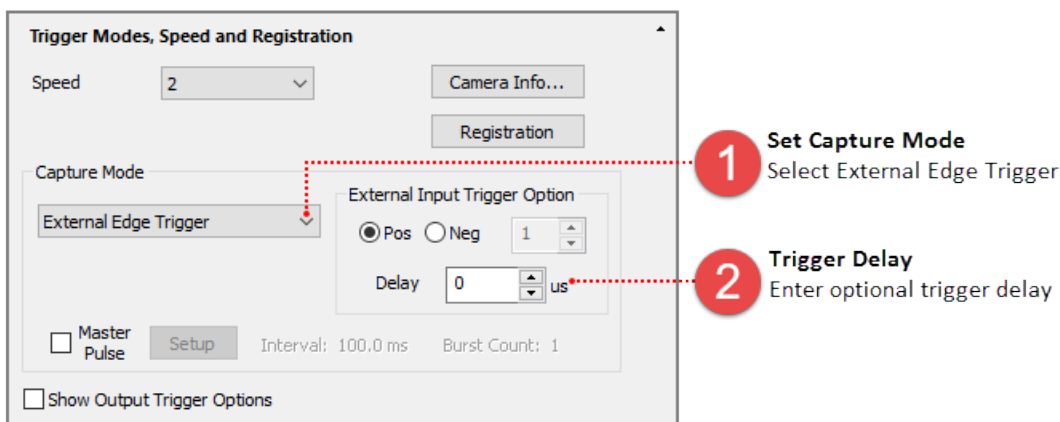 Trigger Modes, Speed and Registration
Speed 2 Camera Info...
Registration
Capture Mode
External Edge Trigger
External Input Trigger Option
Pos Neg 1
Delay 0 us
Master Pulse Setup Interval: 100.0 ms Burst Count: 1
Show Output Trigger Options
1 Set Capture Mode
Select External Edge Trigger
2 Trigger Delay
Enter optional trigger delay